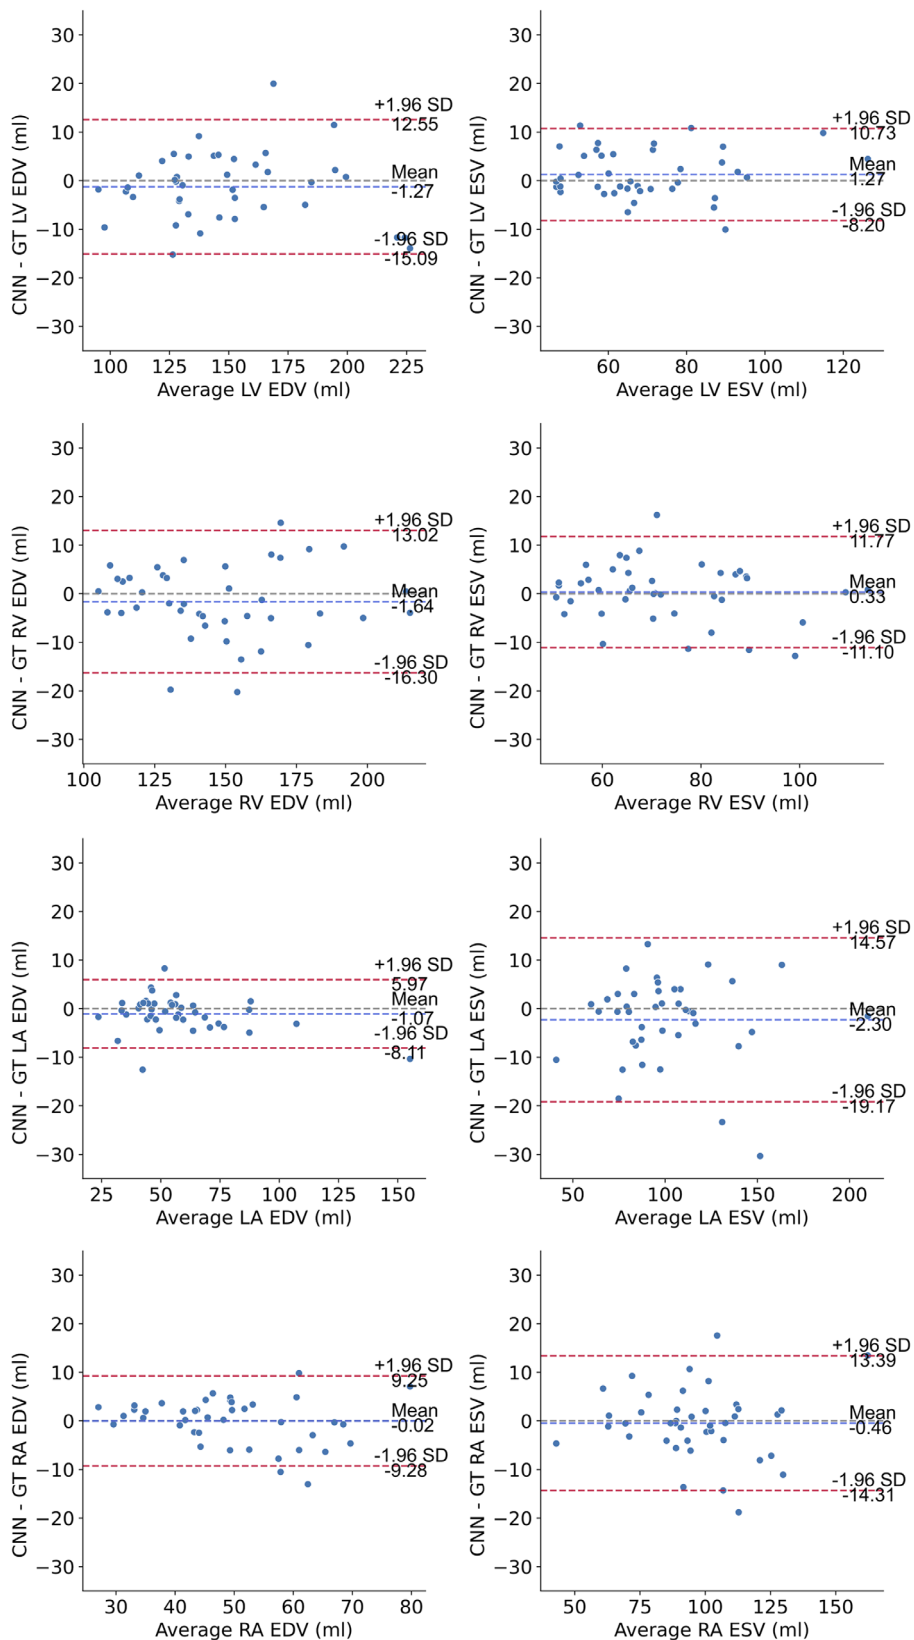 CNN - GT LV EDV (ml)
30
20
10
0
−10
−20
−30
+1.96 SD
12.55
Mean
-1.27
-1.96 SD
-15.09
100 125 150 175 200 225
Average LV EDV (ml)
CNN - GT LV ESV (ml)
30
20
10
0
−10
−20
−30
+1.96 SD
10.73
Mean
1.27
-1.96 SD
-8.20
60 80 100 120
Average LV ESV (ml)
CNN - GT RV EDV (ml)
30
20
10
0
−10
−20
−30
+1.96 SD
13.02
Mean
-1.64
-1.96 SD
-16.30
100 125 150 175 200
Average RV EDV (ml)
CNN - GT RV ESV (ml)
30
20
10
0
−10
−20
−30
+1.96 SD
11.77
Mean
0.33
-1.96 SD
-11.10
60 80 100
Average RV ESV (ml)
CNN - GT LA EDV (ml)
30
20
10
0
−10
−20
−30
+1.96 SD
5.97
Mean
-1.07
-1.96 SD
-8.11
25 50 75 100 125 150
Average LA EDV (ml)
CNN - GT LA ESV (ml)
30
20
10
0
−10
−20
−30
+1.96 SD
14.57
Mean
-2.30
-1.96 SD
-19.17
50 100 150 200
Average LA ESV (ml)
CNN - GT RA EDV (ml)
30
20
10
0
−10
−20
−30
+1.96 SD
9.25
Mean
-0.02
-1.96 SD
-9.28
30 40 50 60 70 80
Average RA EDV (ml)
CNN - GT RA ESV (ml)
30
20
10
0
−10
−20
−30
+1.96 SD
13.39
Mean
-0.46
-1.96 SD
-14.31
50 75 100 125 150
Average RA ESV (ml)